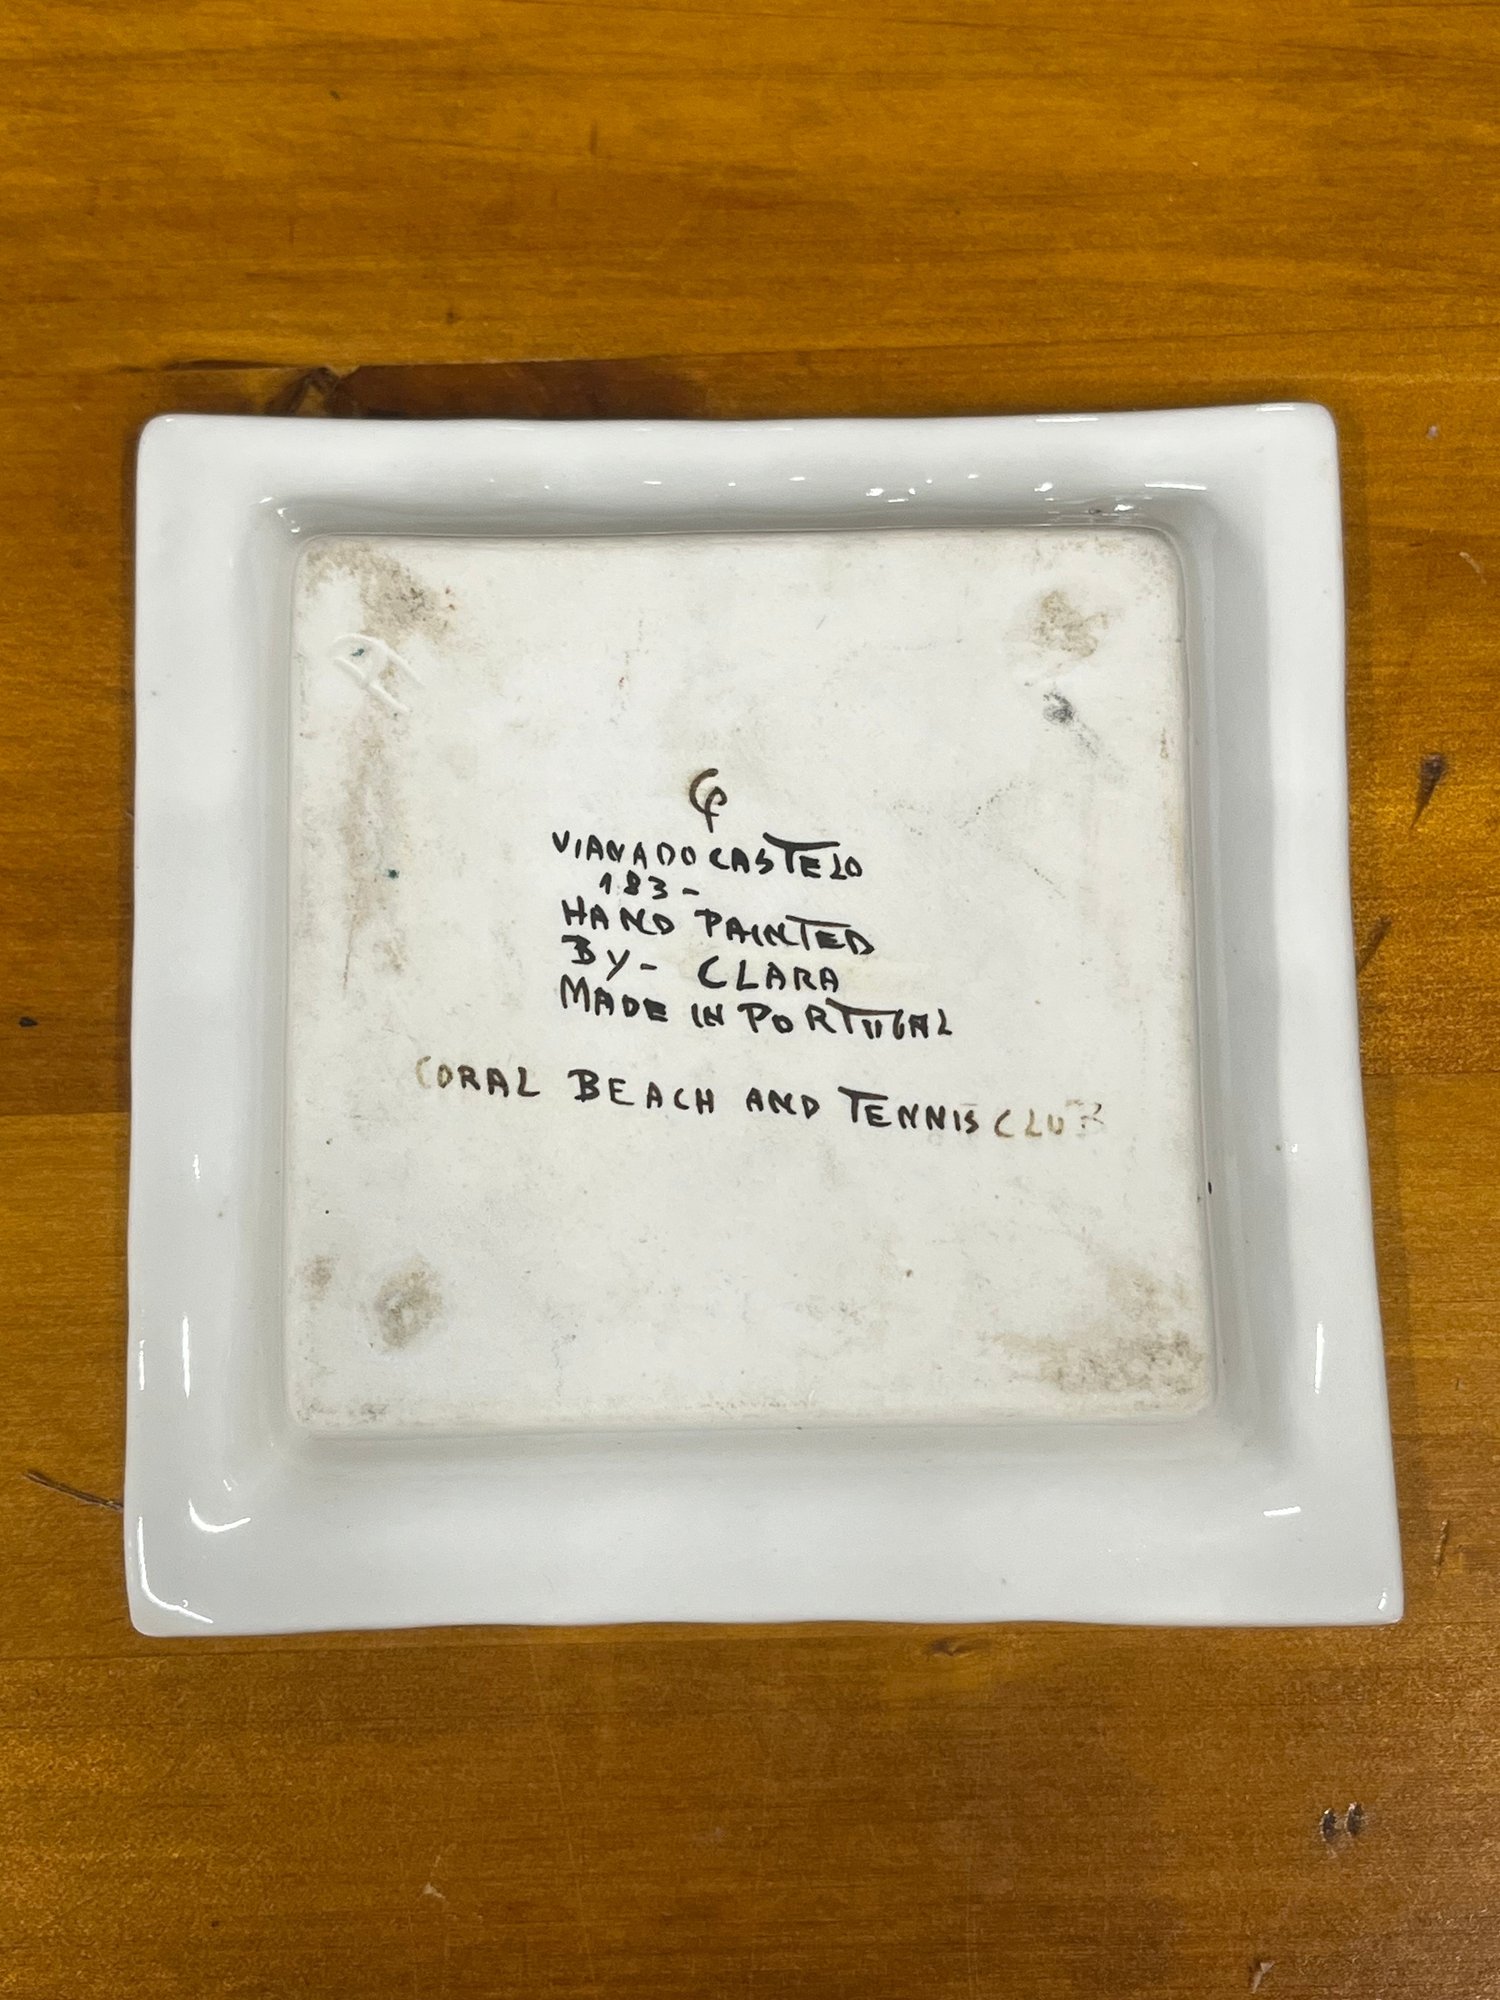 VIANA DO CASTELO
183-
HAND PAINTED
BY- CLARA
MADE IN PORTUGAL
CORAL BEACH AND TENNIS CLUB